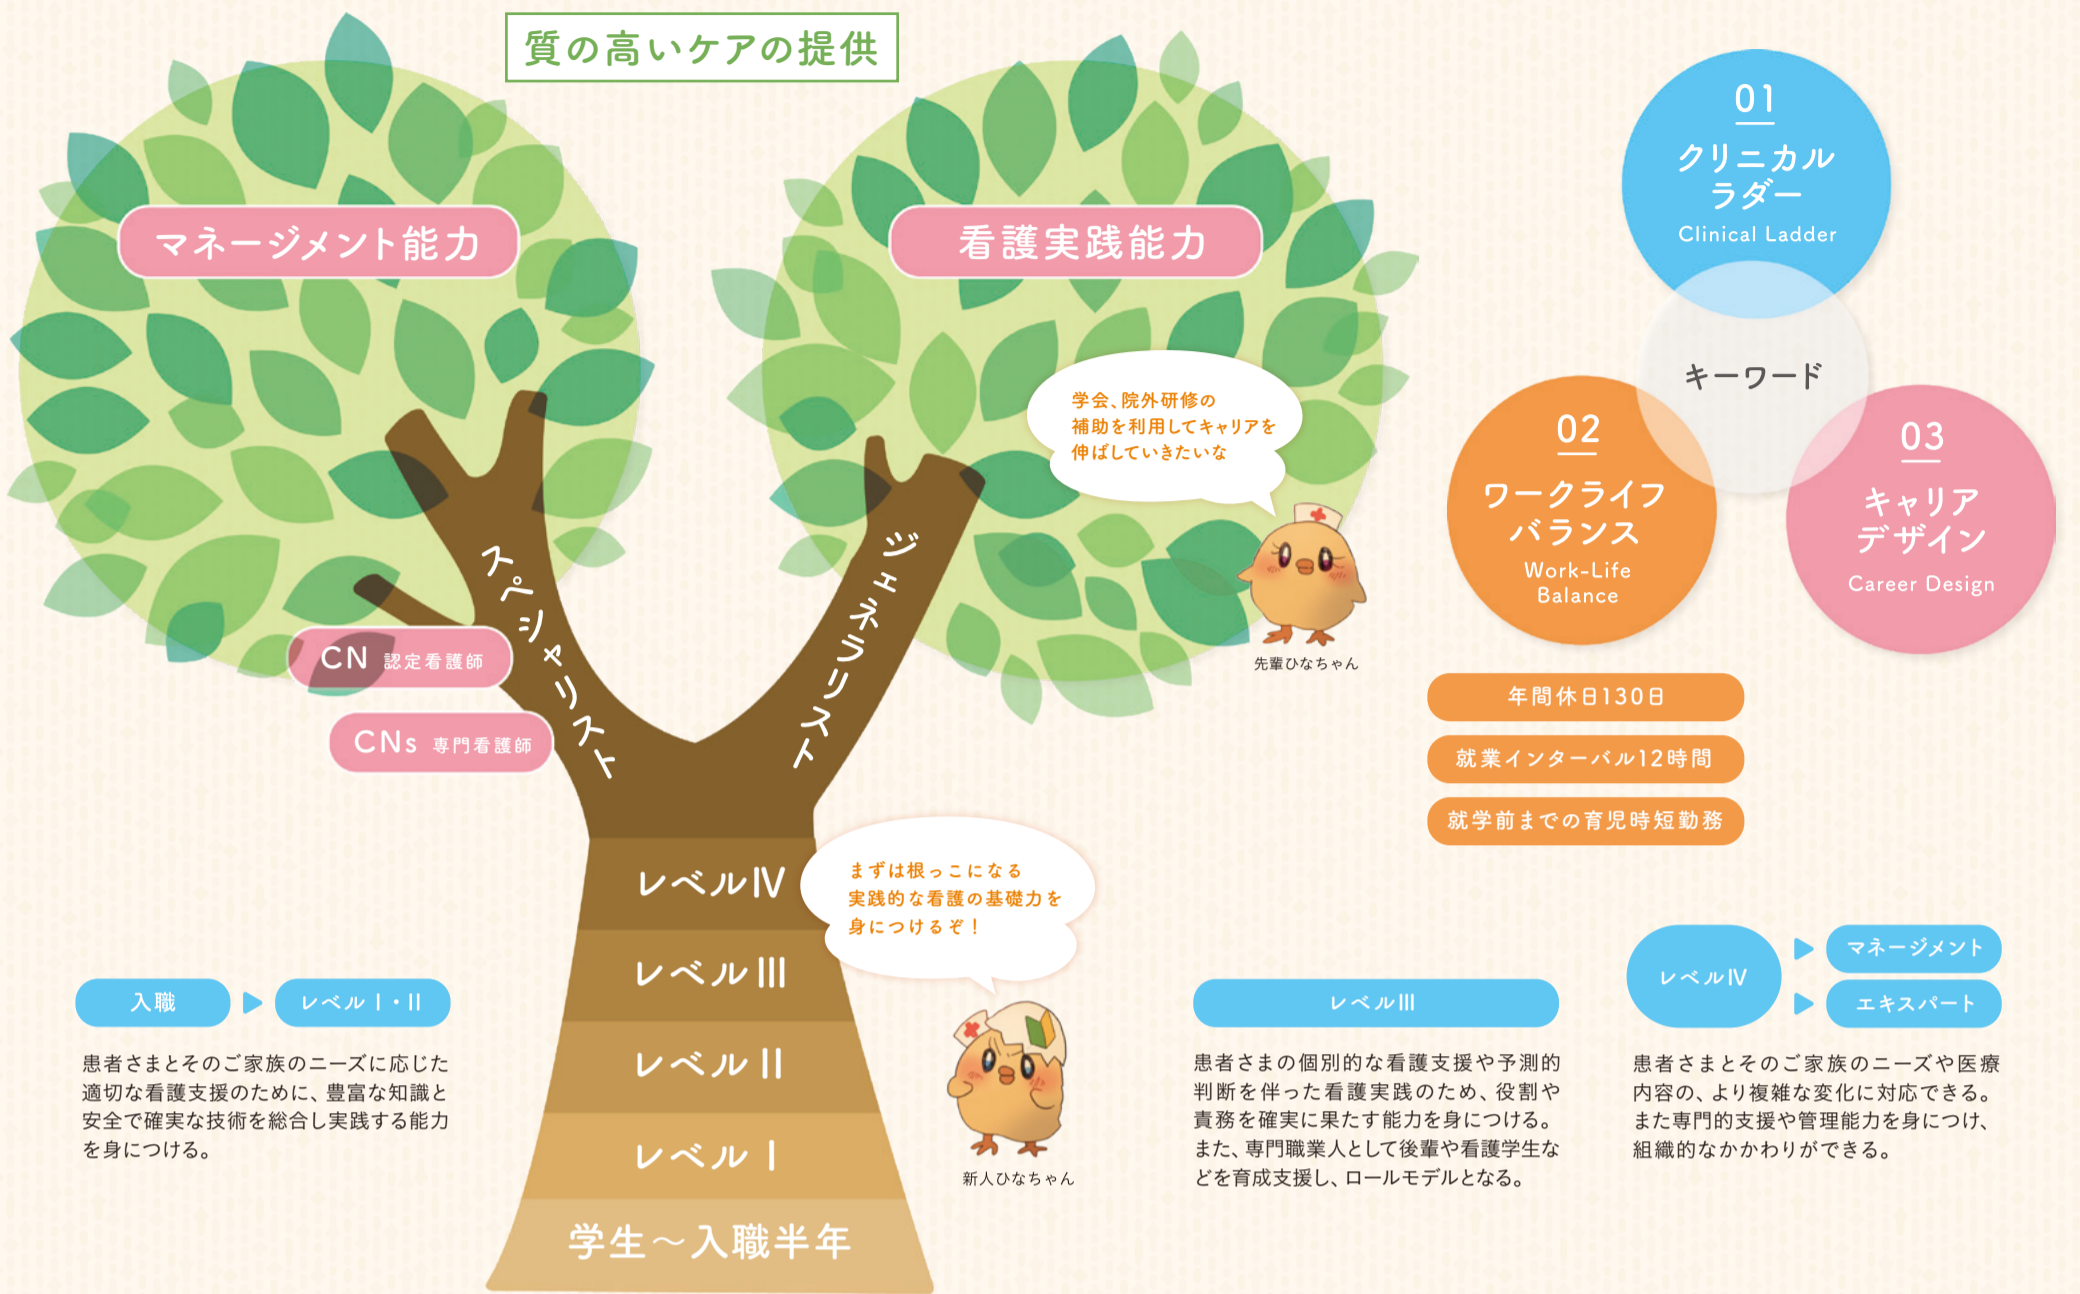 質の高いケアの提供
マネージメント能力
看護実践能力
学会、院外研修の
補助を利用してキャリアを
伸ばしていきたいな
先輩ひなちゃん
スペシャリスト
ジェネラリスト
CN 認定看護師
CNs 専門看護師
レベルⅣ
レベルⅢ
レベルⅡ
レベルⅠ
学生～入職半年
まずは根っこになる
実践的な看護の基礎力を
身につけるぞ！
新人ひなちゃん
01
クリニカル
ラダー
Clinical Ladder
キーワード
02
ワークライフ
バランス
Work-Life
Balance
03
キャリア
デザイン
Career Design
年間休日130日
就業インターバル12時間
就学前までの育児時短勤務
入職 ▶ レベルⅠ・Ⅱ
患者さまとそのご家族のニーズに応じた
適切な看護支援のために、豊富な知識と
安全で確実な技術を総合し実践する能力
を身につける。
レベルⅢ
患者さまの個別的な看護支援や予測的
判断を伴った看護実践のため、役割や
責務を確実に果たす能力を身につける。
また、専門職業人として後輩や看護学生な
どを育成支援し、ロールモデルとなる。
レベルⅣ
▶ マネージメント
▶ エキスパート
患者さまとそのご家族のニーズや医療
内容の、より複雑な変化に対応できる。
また専門的支援や管理能力を身につけ、
組織的なかかわりができる。